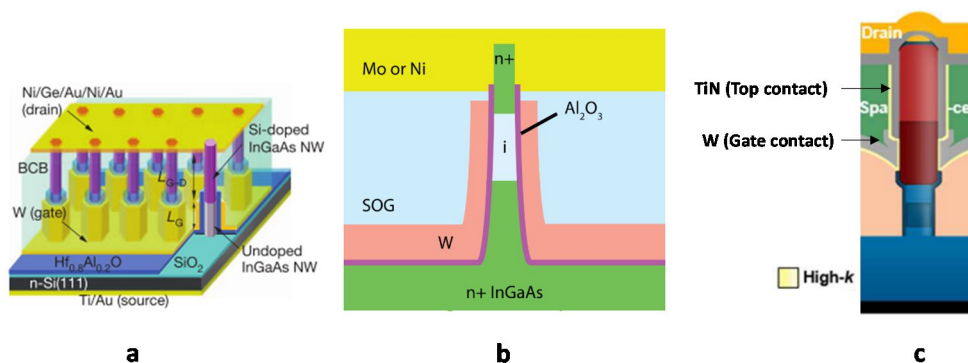 Ni/Ge/Au/Ni/Au
(drain)
Si-doped
InGaAs NW
BCB
L_G-D
W (gate)
L_G
Undoped
InGaAs NW
Hf0.8Al0.2O
SiO2
n-Si(111)
Ti/Au (source)
a
n+
Mo or Ni
Al2O3
i
SOG
W
n+ InGaAs
b
Drain
TiN (Top contact)
Spa -cer
W (Gate contact)
High-k
c